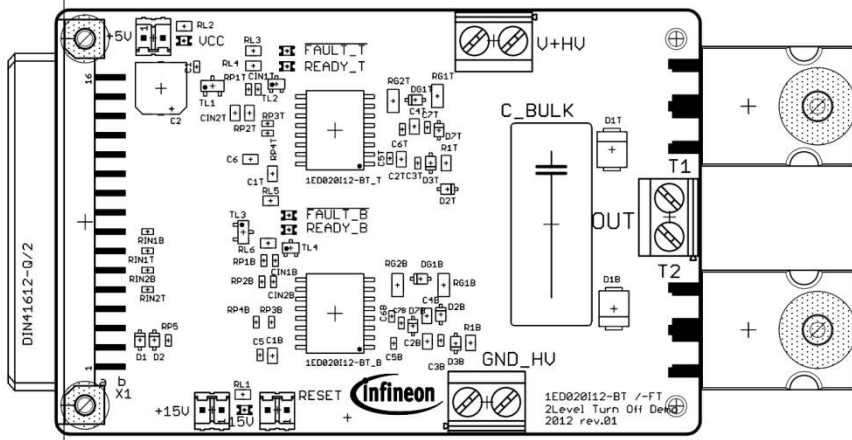 +5V
RL2
VCC
RL3
FAULT_T
RL4
READY_T
V+HV
16
C1
RP1T
CIN1T
TL1
TL2
C2
CIN2T
RP2T
RP3T
RP4T
RG2T
DG1T
RG1T
C4T
C7T
D7T
C6T
R1T
C_BULK
D1T
C6
C1T
RL5
1ED020I12-BT_T
C5T
C2T
C3T
D3T
D2T
T1
TL3
FAULT_B
READY_B
RL6
TL4
OUT
T2
DIN41612-Q/2
RIN1B
RIN1T
RIN2B
RIN2T
RP1B
CIN1B
RP2B
CIN2B
RP4B
RP3B
RG2B
DG1B
RG1B
C4B
D2B
C6B
C7B
D7B
D1B
D1
D2
RP5
C5
C1B
1ED020I12-BT_B
C5B
C2B
C3B
D3B
R1B
GND_HV
1
a b
X1
+15V
RL1
15V
RESET
infineon
1ED020I12-BT /-FT
2Level Turn Off Demo
2012 rev.01